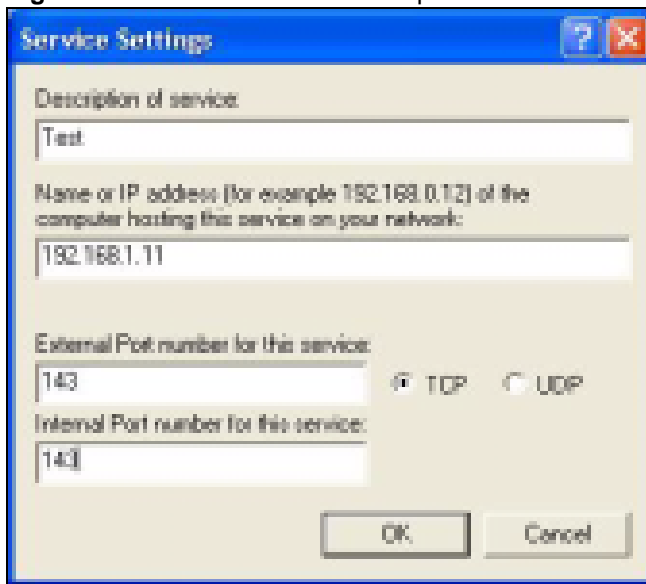 Service Settings
Description of service:
Test
Name or IP address (for example 192.168.0.12) of the
computer hosting this service on your network:
192.168.1.11
External Port number for this service:
143
TCP UDP
Internal Port number for this service:
143
OK Cancel